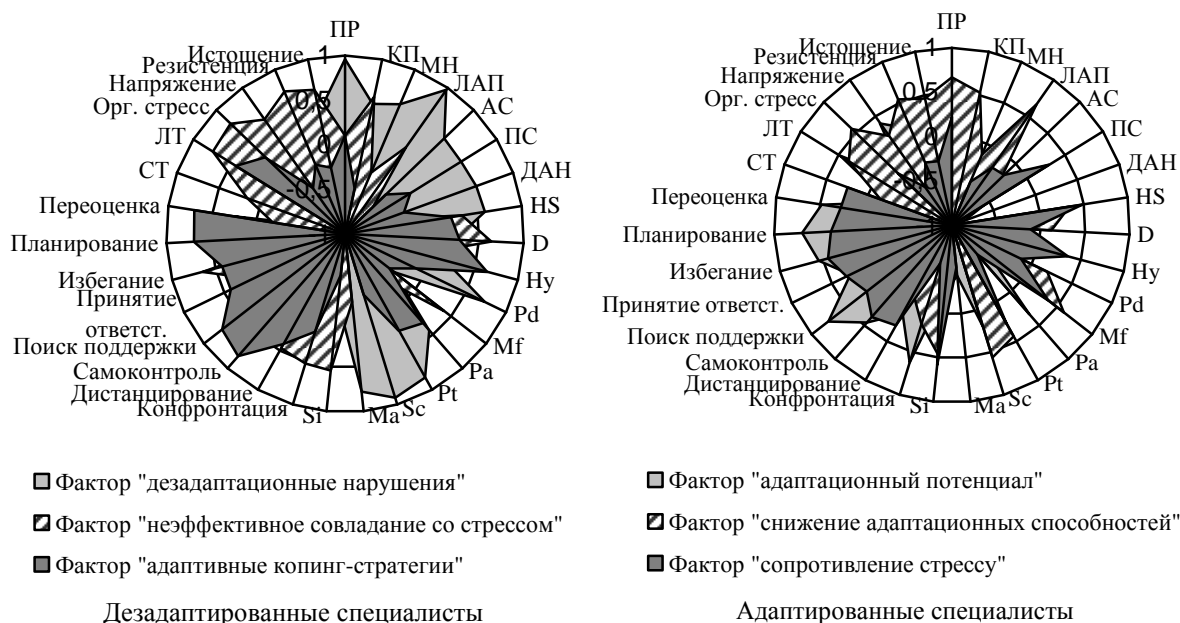 ПР
КП
МН
ЛАП
АС
ПС
ДАН
HS
D
Hy
Pd
Mf
Pa
Pt
Sc
Ma
Si
Конфронтация
Дистанцирование
Самоконтроль
Поиск поддержки
Принятие
ответст.
Избегание
Планирование
Переоценка
СТ
ЛТ
Орг. стресс
Напряжение
Резистенция
Истощение
1
0,5
0
-0,5
Фактор "дезадаптационные нарушения"
Фактор "неэффективное совладание со стрессом"
Фактор "адаптивные копинг-стратегии"
Дезадаптированные специалисты
ПР
КП
МН
ЛАП
АС
ПС
ДАН
HS
D
Hy
Pd
Mf
Pa
Pt
Sc
Ma
Si
Конфронтация
Дистанцирование
Самоконтроль
Поиск поддержки
Принятие ответст.
Избегание
Планирование
Переоценка
СТ
ЛТ
Орг. стресс
Напряжение
Резистенция
Истощение
1
0,5
0
-0,5
Фактор "адаптационный потенциал"
Фактор "снижение адаптационных способностей"
Фактор "сопротивление стрессу"
Адаптированные специалисты